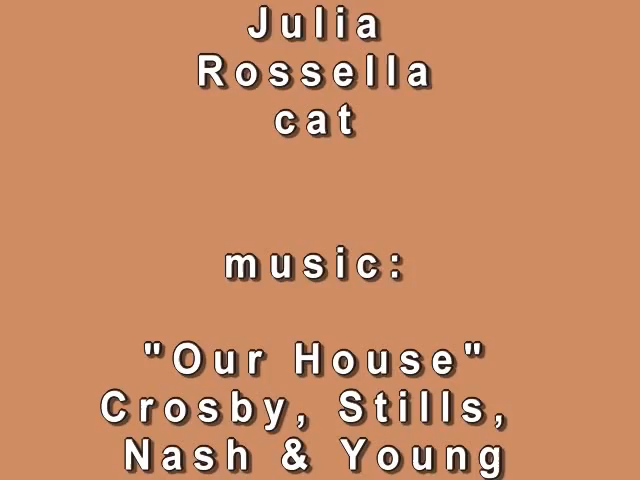 Julia
Rossella
cat
music:
"Our House"
Crosby, Stills,
Nash & Young